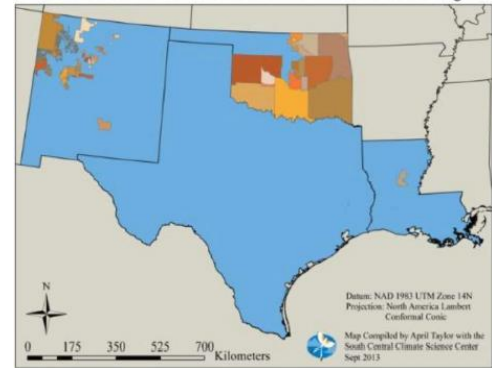 Datum: NAD 1983 UTM Zone 14N
Projection: North America Lambert
Conformal Conic
N
Map Compiled by April Taylor with the
South Central Climate Science Center
Sept 2013
0 175 350 525 700
Kilometers